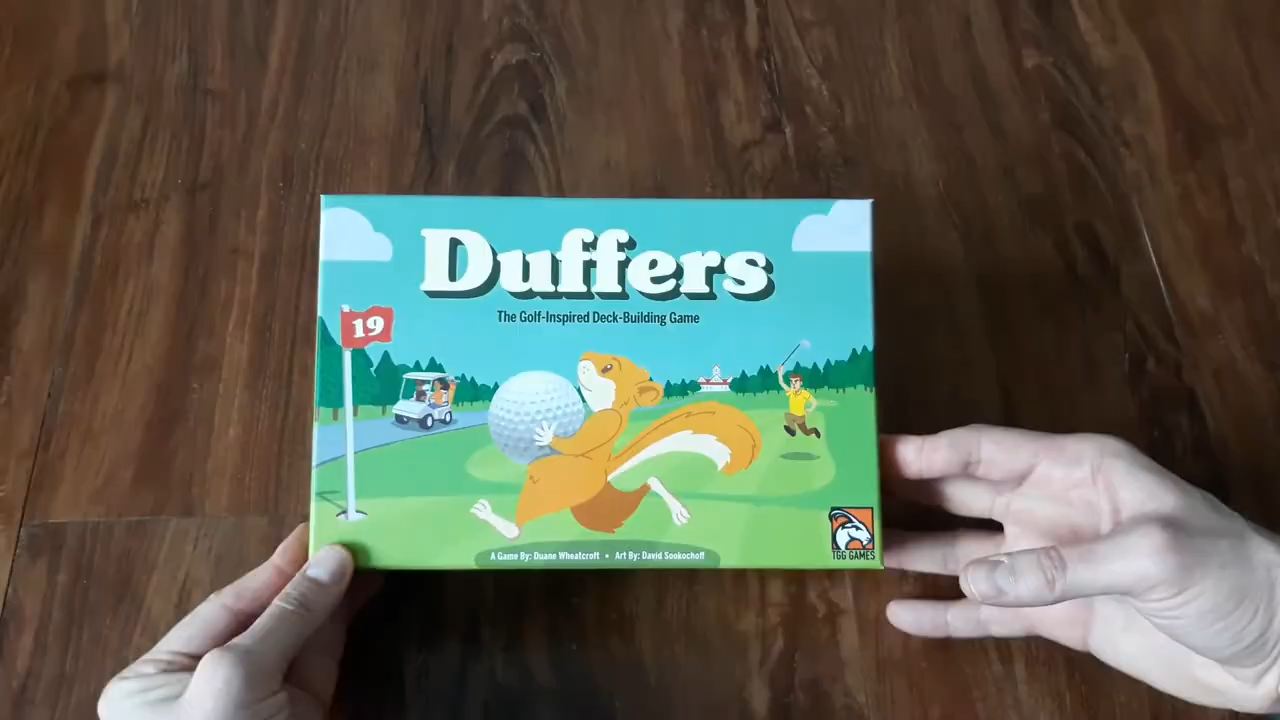 Duffers
The Golf-Inspired Deck-Building Game
19
A Game By: Duane Wheatcroft • Art By: David Sookochoff
TGG GAMES